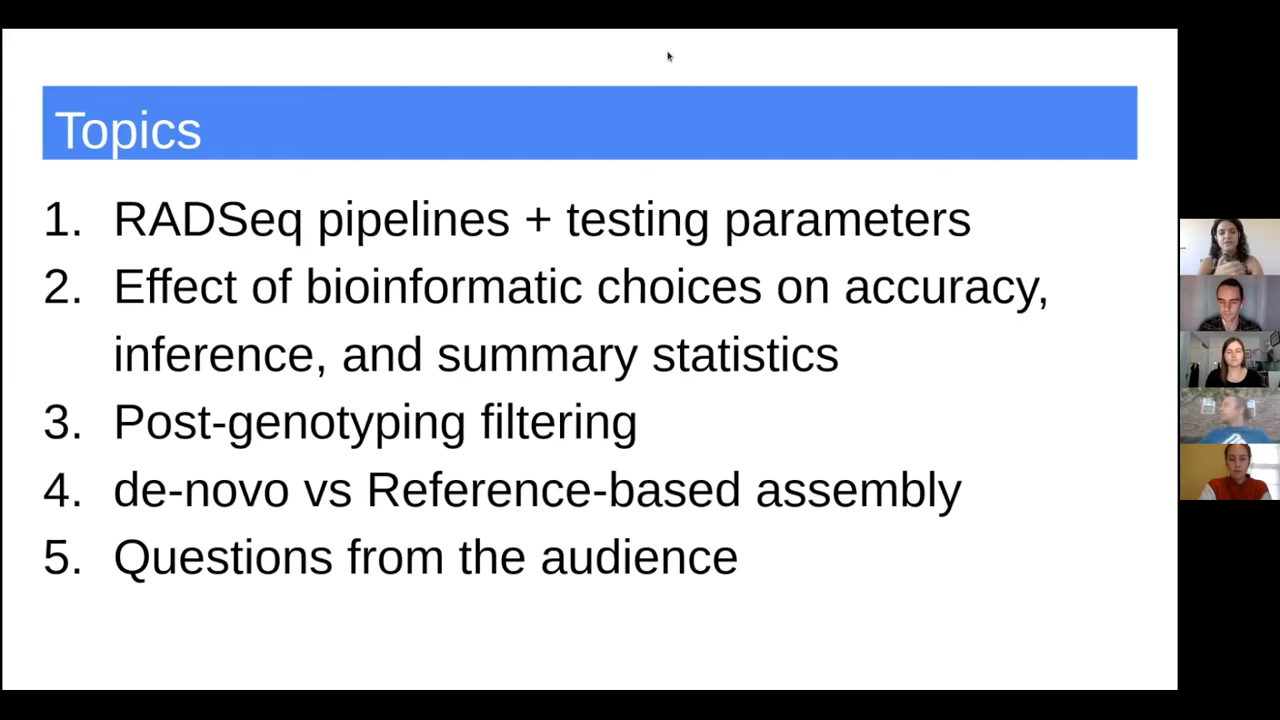 Topics
1. RADSeq pipelines + testing parameters
2. Effect of bioinformatic choices on accuracy,
inference, and summary statistics
3. Post-genotyping filtering
4. de-novo vs Reference-based assembly
5. Questions from the audience